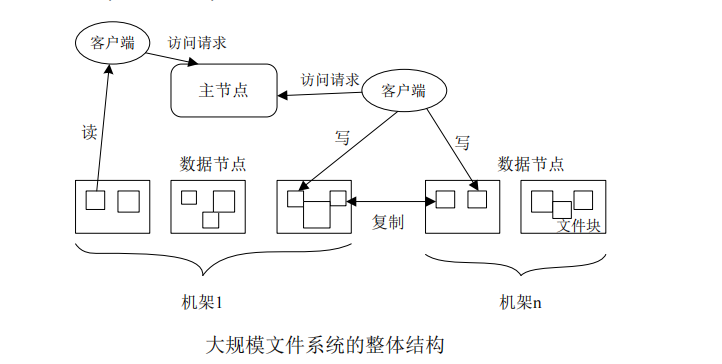 客户端
访问请求
主节点
访问请求
客户端
读
写
写
数据节点
数据节点
复制
文件块
机架1
机架n
大规模文件系统的整体结构